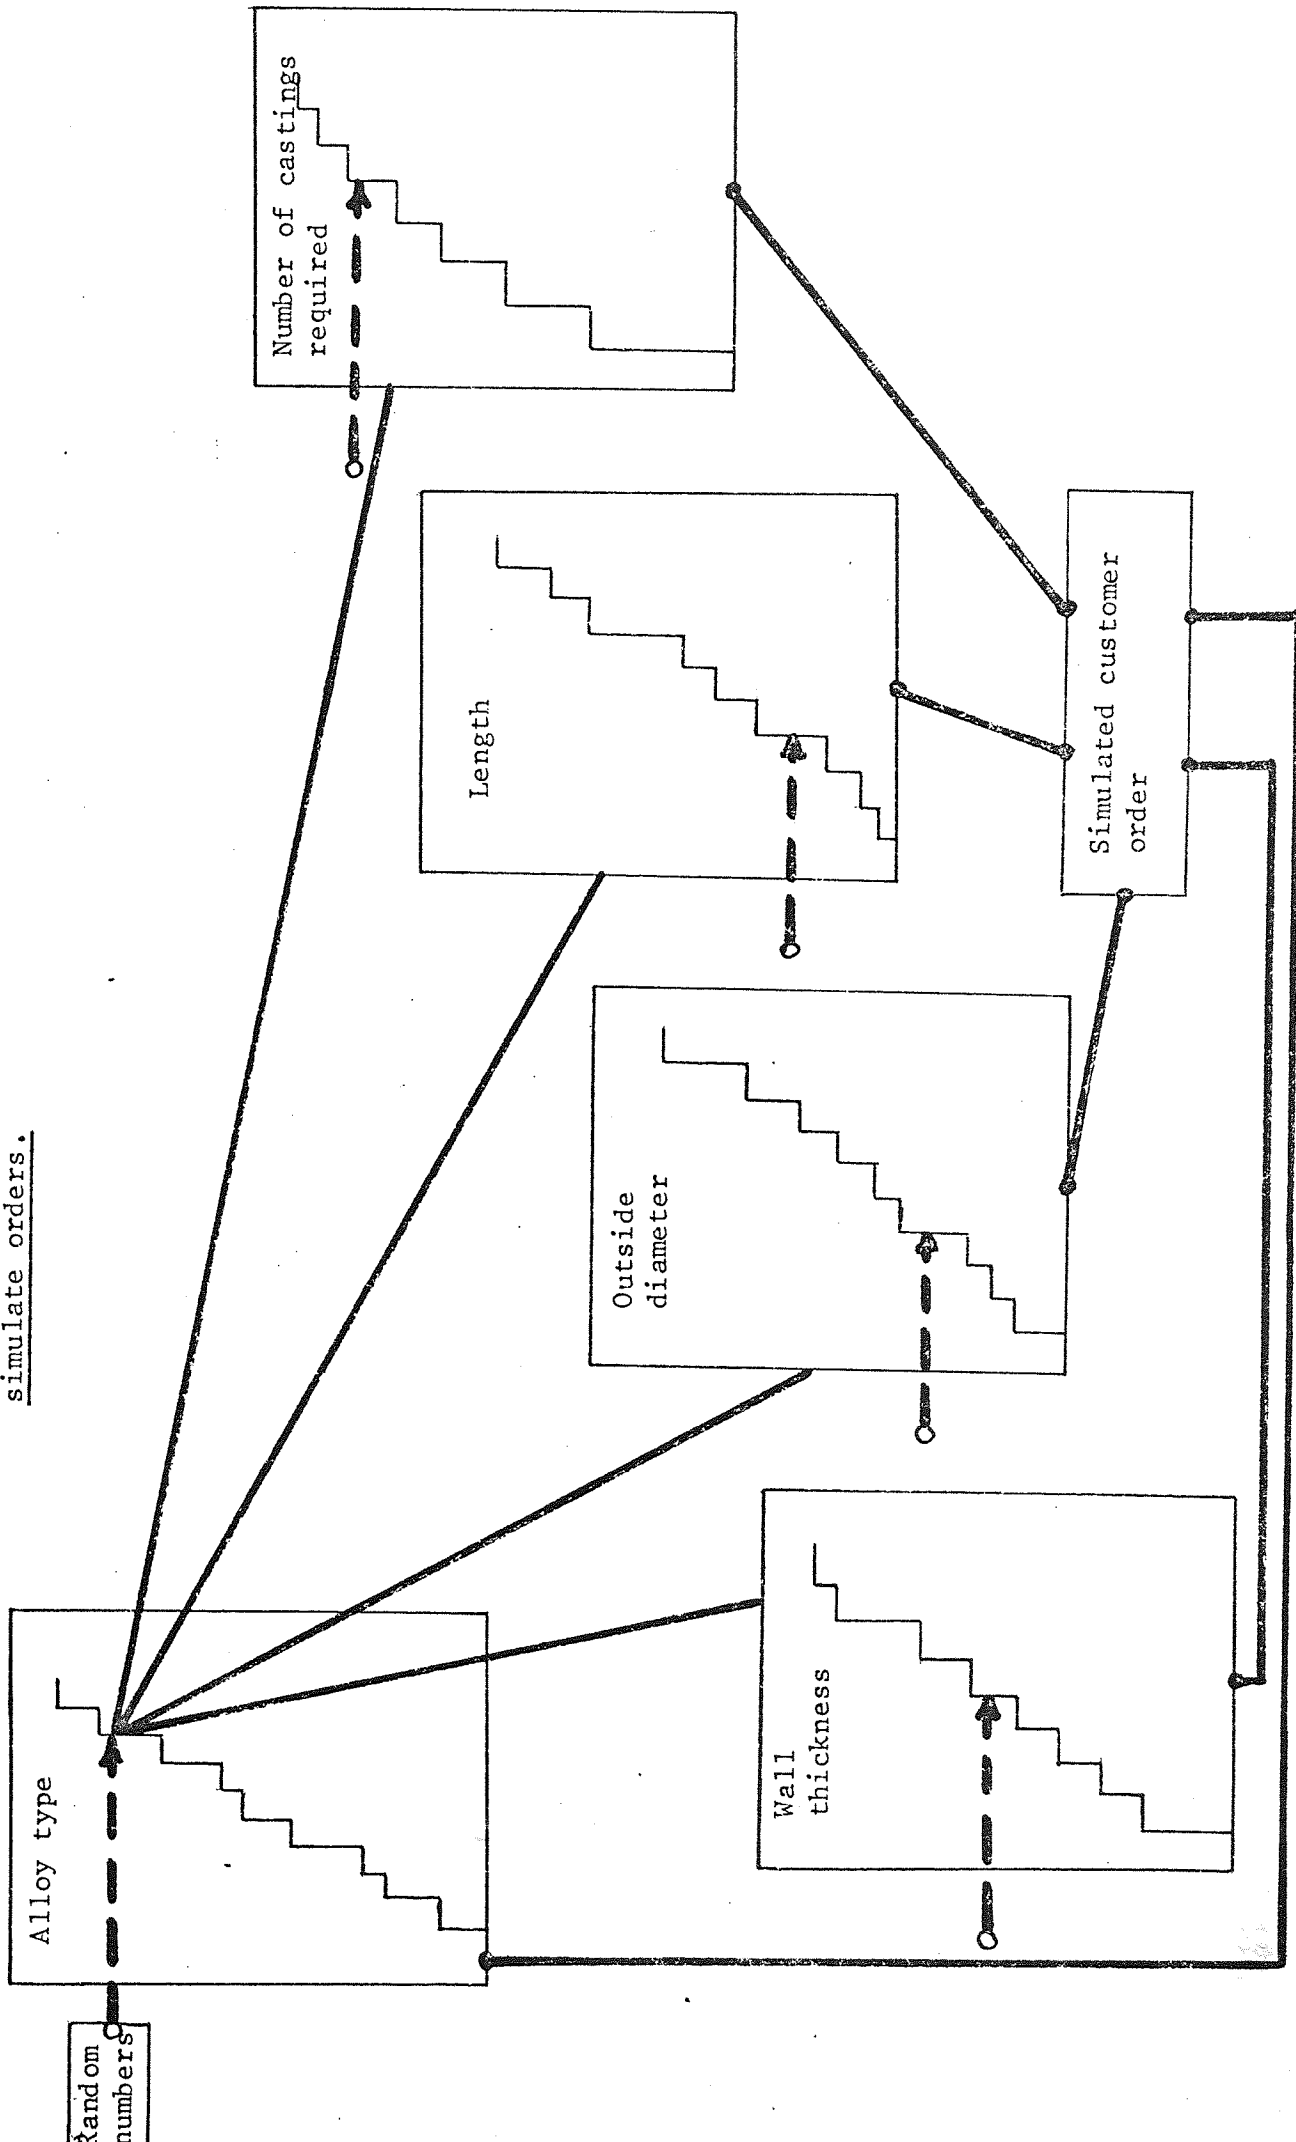 simulate orders.
Random
numbers
Alloy type
Wall
thickness
Outside
diameter
Length
Number of castings
required
Simulated customer
order